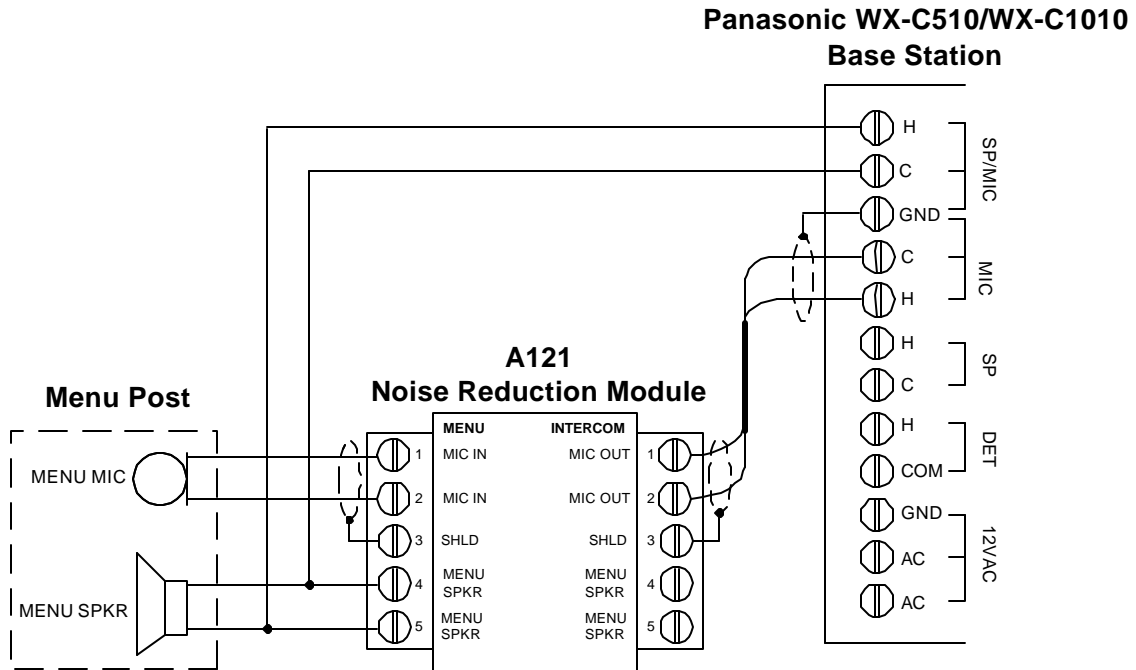 Panasonic WX-C510/WX-C1010
Base Station
H
C
GND
SP/MIC
C
H
MIC
H
C
SP
H
COM
DET
GND
AC
AC
12VAC
A121
Noise Reduction Module
Menu Post
MENU MIC
MENU SPKR
MENU
INTERCOM
1 MIC IN
MIC OUT 1
2 MIC IN
MIC OUT 2
3 SHLD
SHLD 3
4 MENU
SPKR
MENU 4
SPKR
5 MENU
SPKR
MENU 5
SPKR